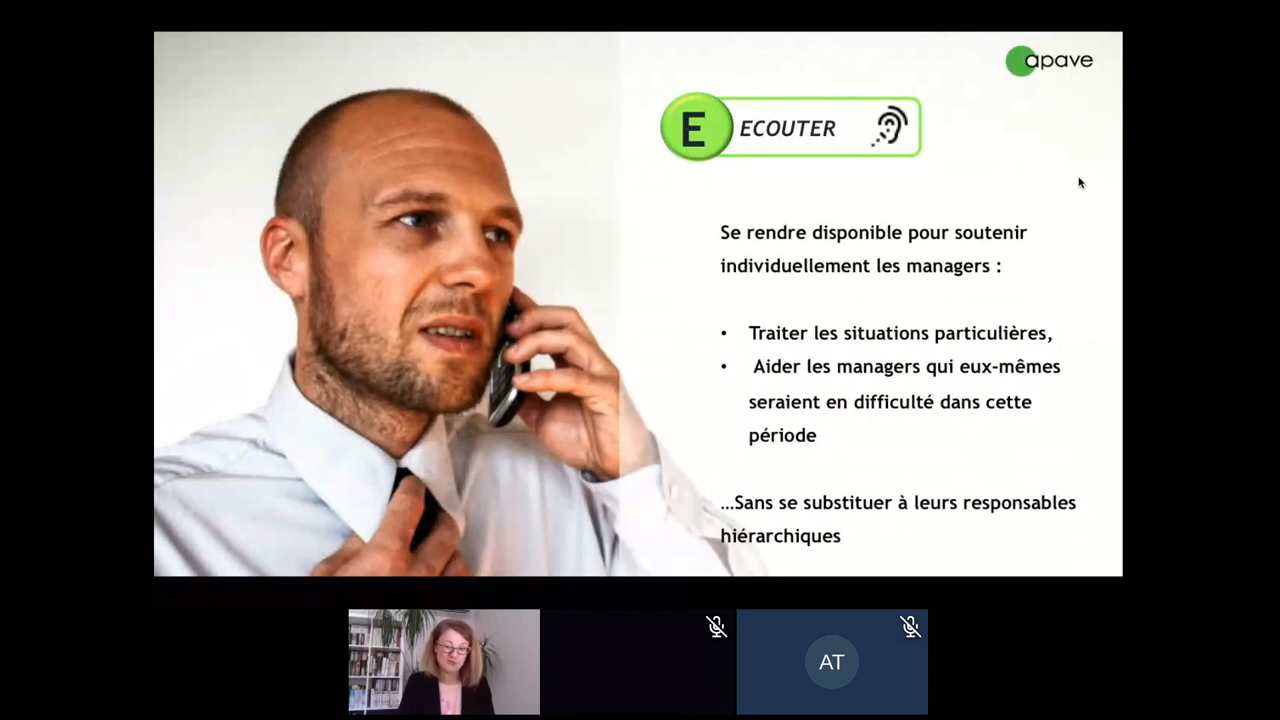 apave
E ECOUTER
Se rendre disponible pour soutenir
individuellement les managers :
• Traiter les situations particulières,
• Aider les managers qui eux-mêmes
seraient en difficulté dans cette
période
...Sans se substituer à leurs responsables
hiérarchiques
AT